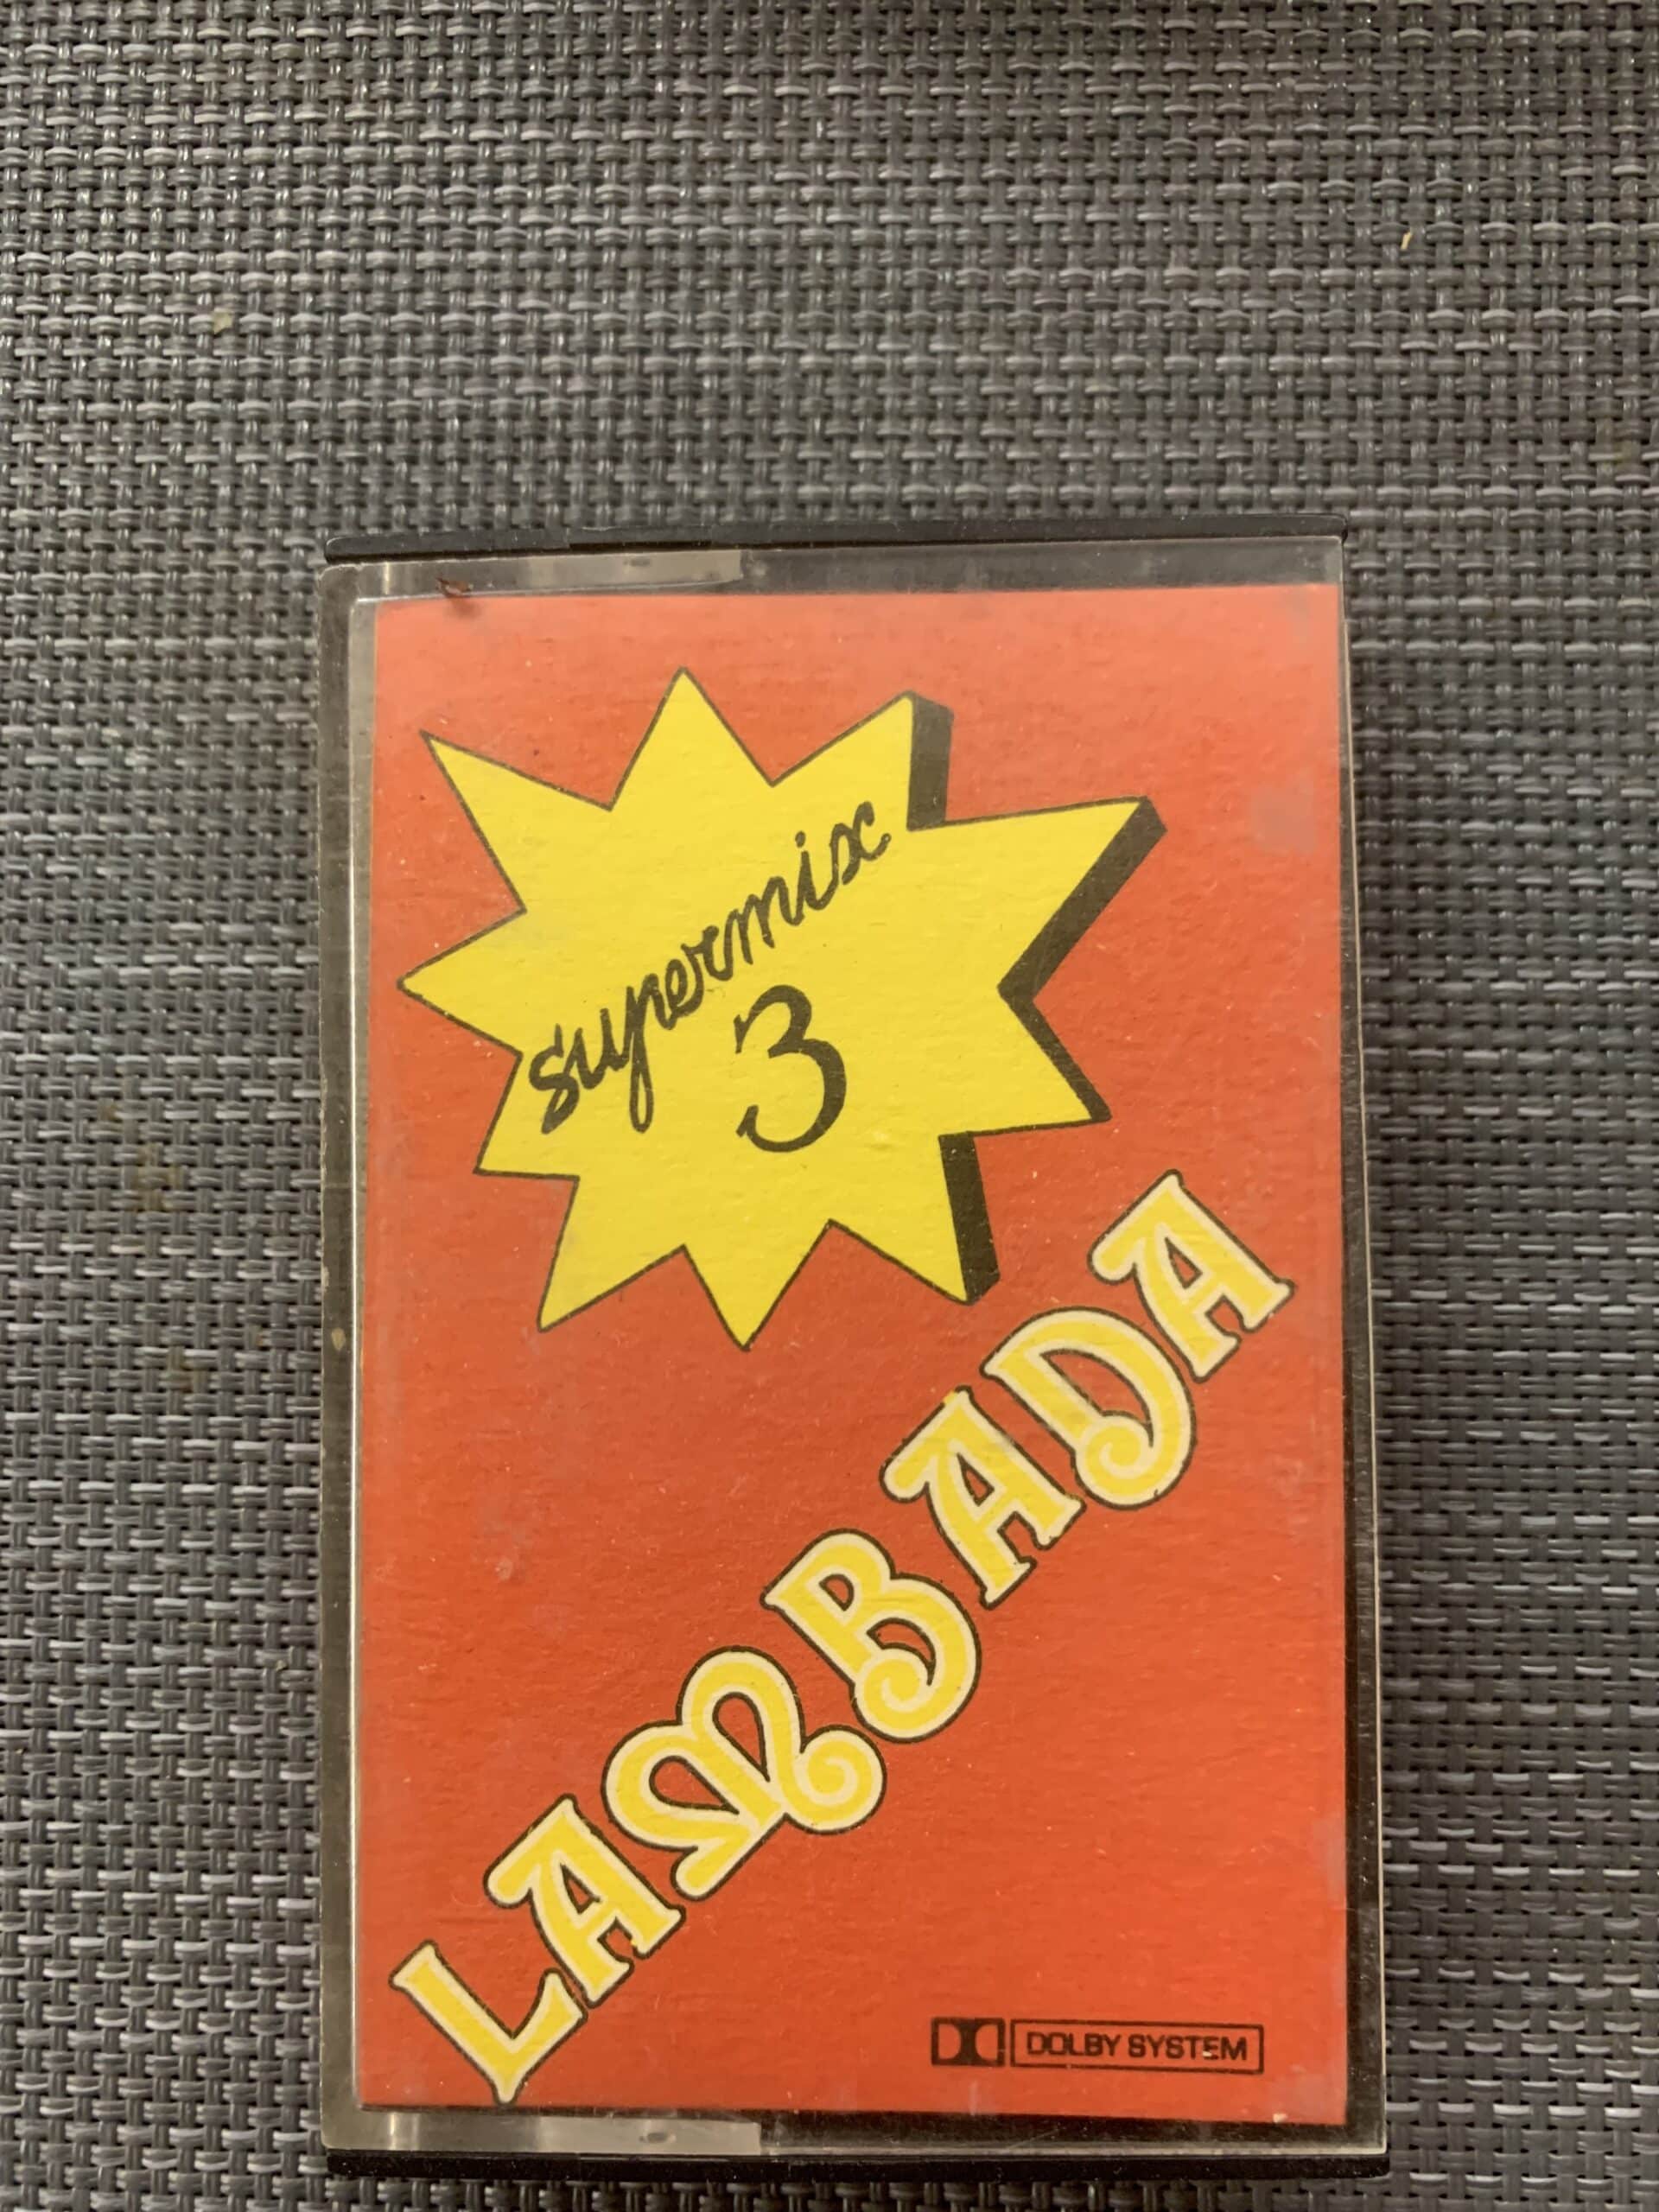 supermix
3
LAMBADA
DOLBY SYSTEM